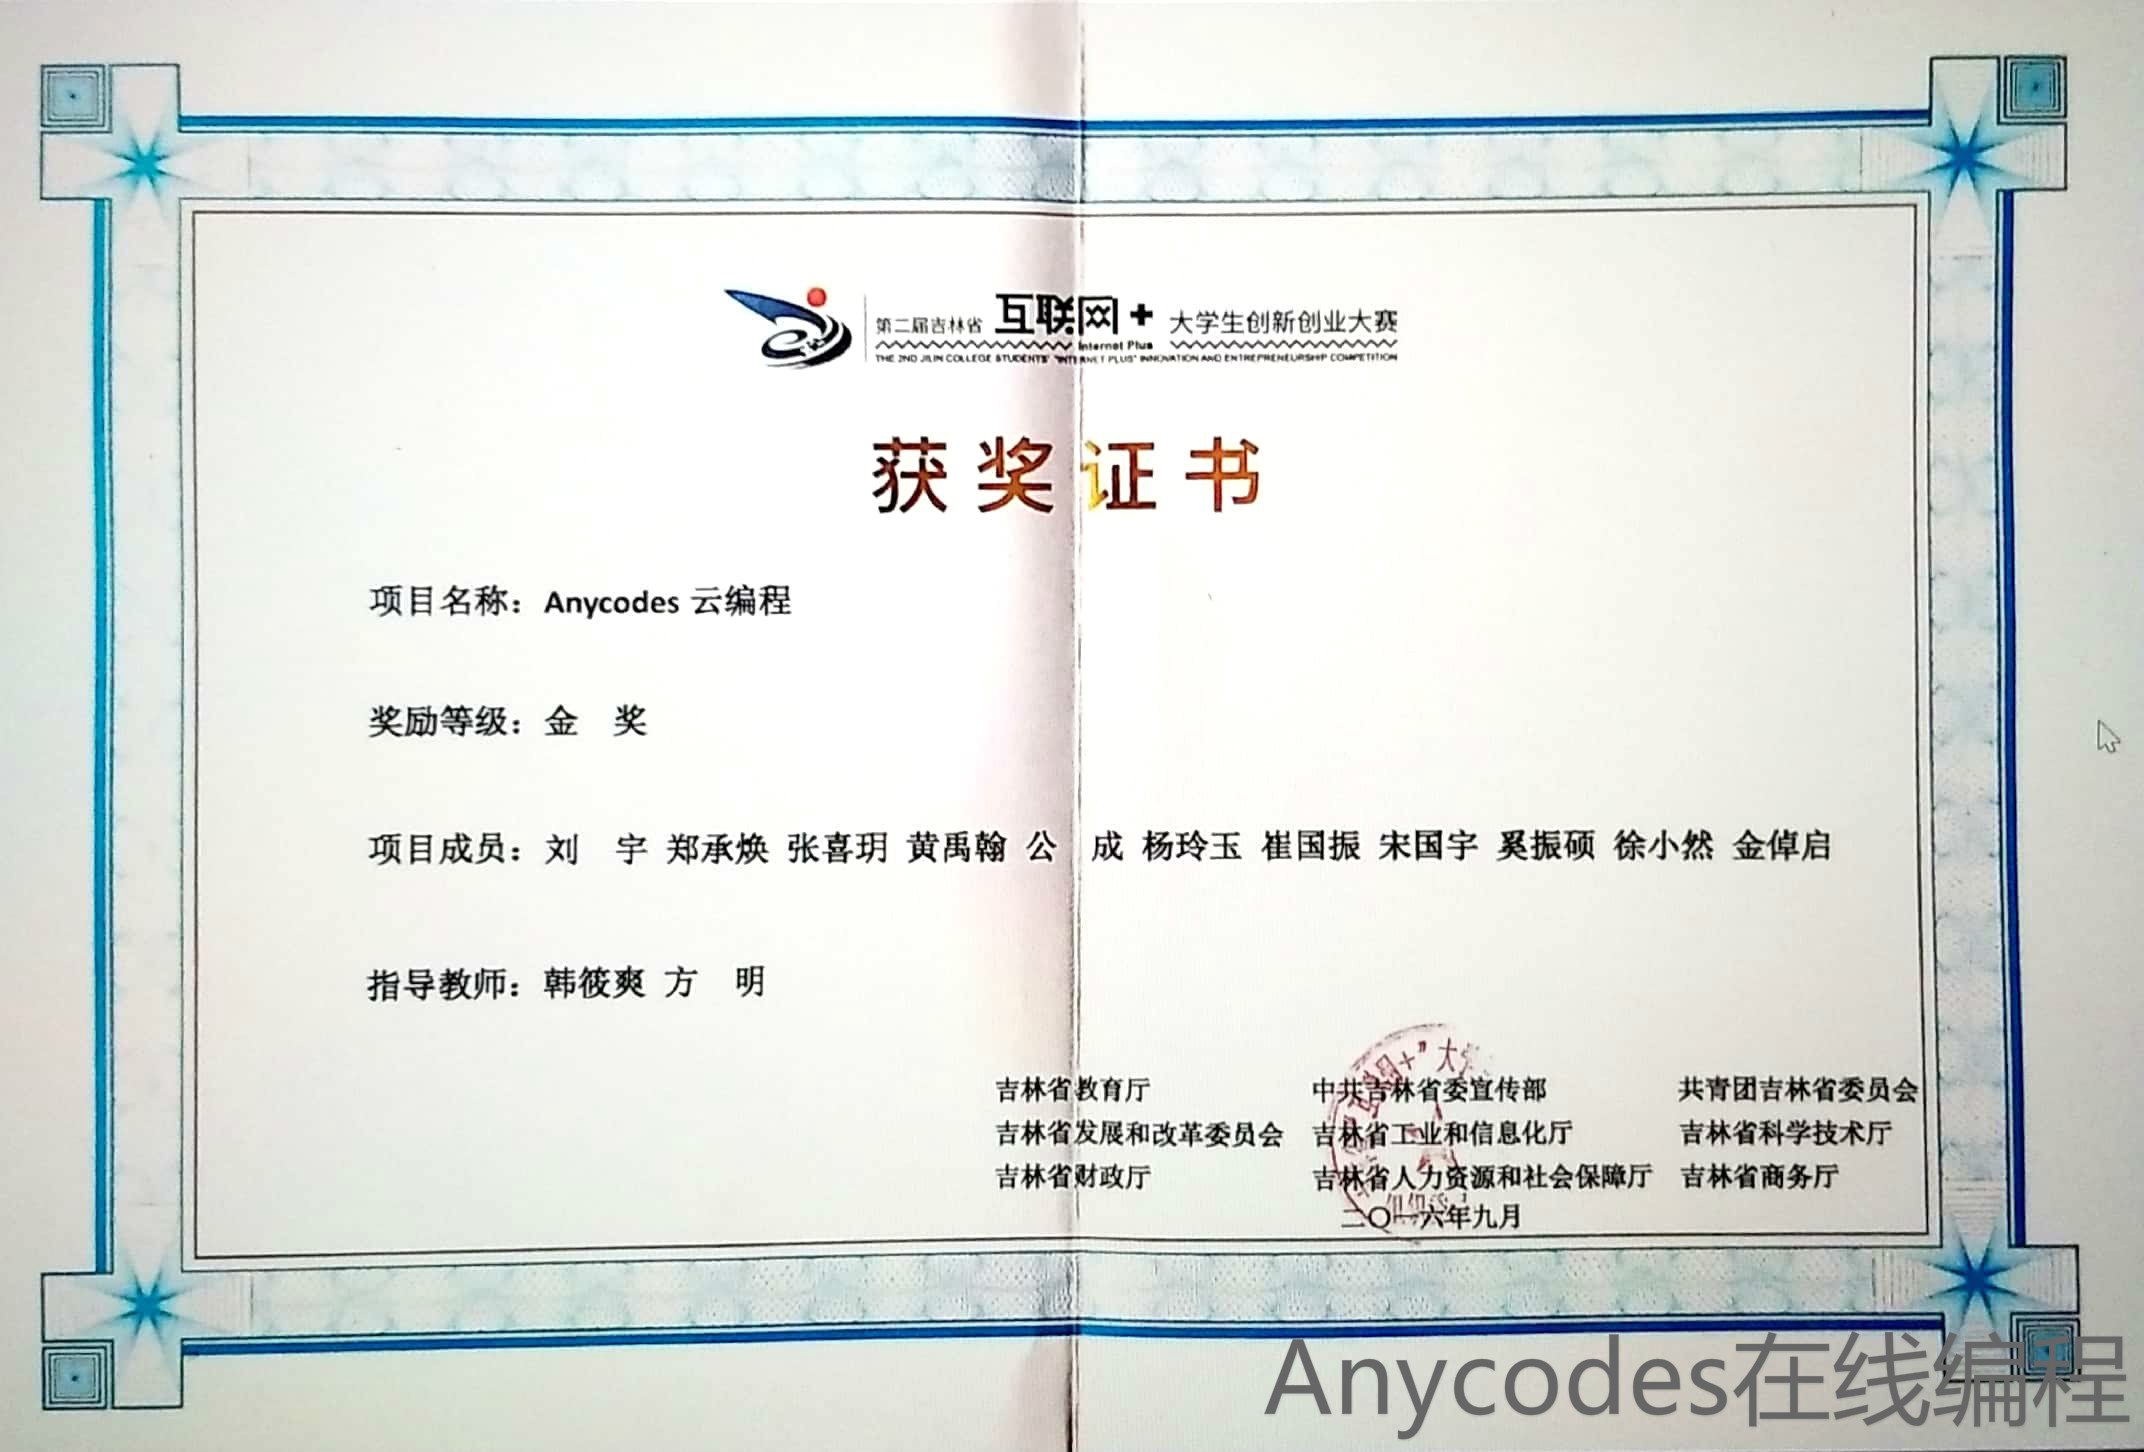 第二届吉林省 互联网+ 大学生创新创业大赛
Internet Plus
THE 2ND JILIN COLLEGE STUDENTS' "INTERNET PLUS" INNOVATION AND ENTREPRENEURSHIP COMPETITION
获奖证书
项目名称：Anycodes 云编程
奖励等级：金 奖
项目成员：刘 宇 郑承焕 张喜玥 黄禹翰 公 成 杨玲玉 崔国振 宋国宇 奚振硕 徐小然 金倬启
指导教师：韩筱爽 方 明
吉林省教育厅 中共吉林省委宣传部 共青团吉林省委员会
吉林省发展和改革委员会 吉林省工业和信息化厅 吉林省科学技术厅
吉林省财政厅 吉林省人力资源和社会保障厅 吉林省商务厅
二〇一六年九月
Anycodes在线编程